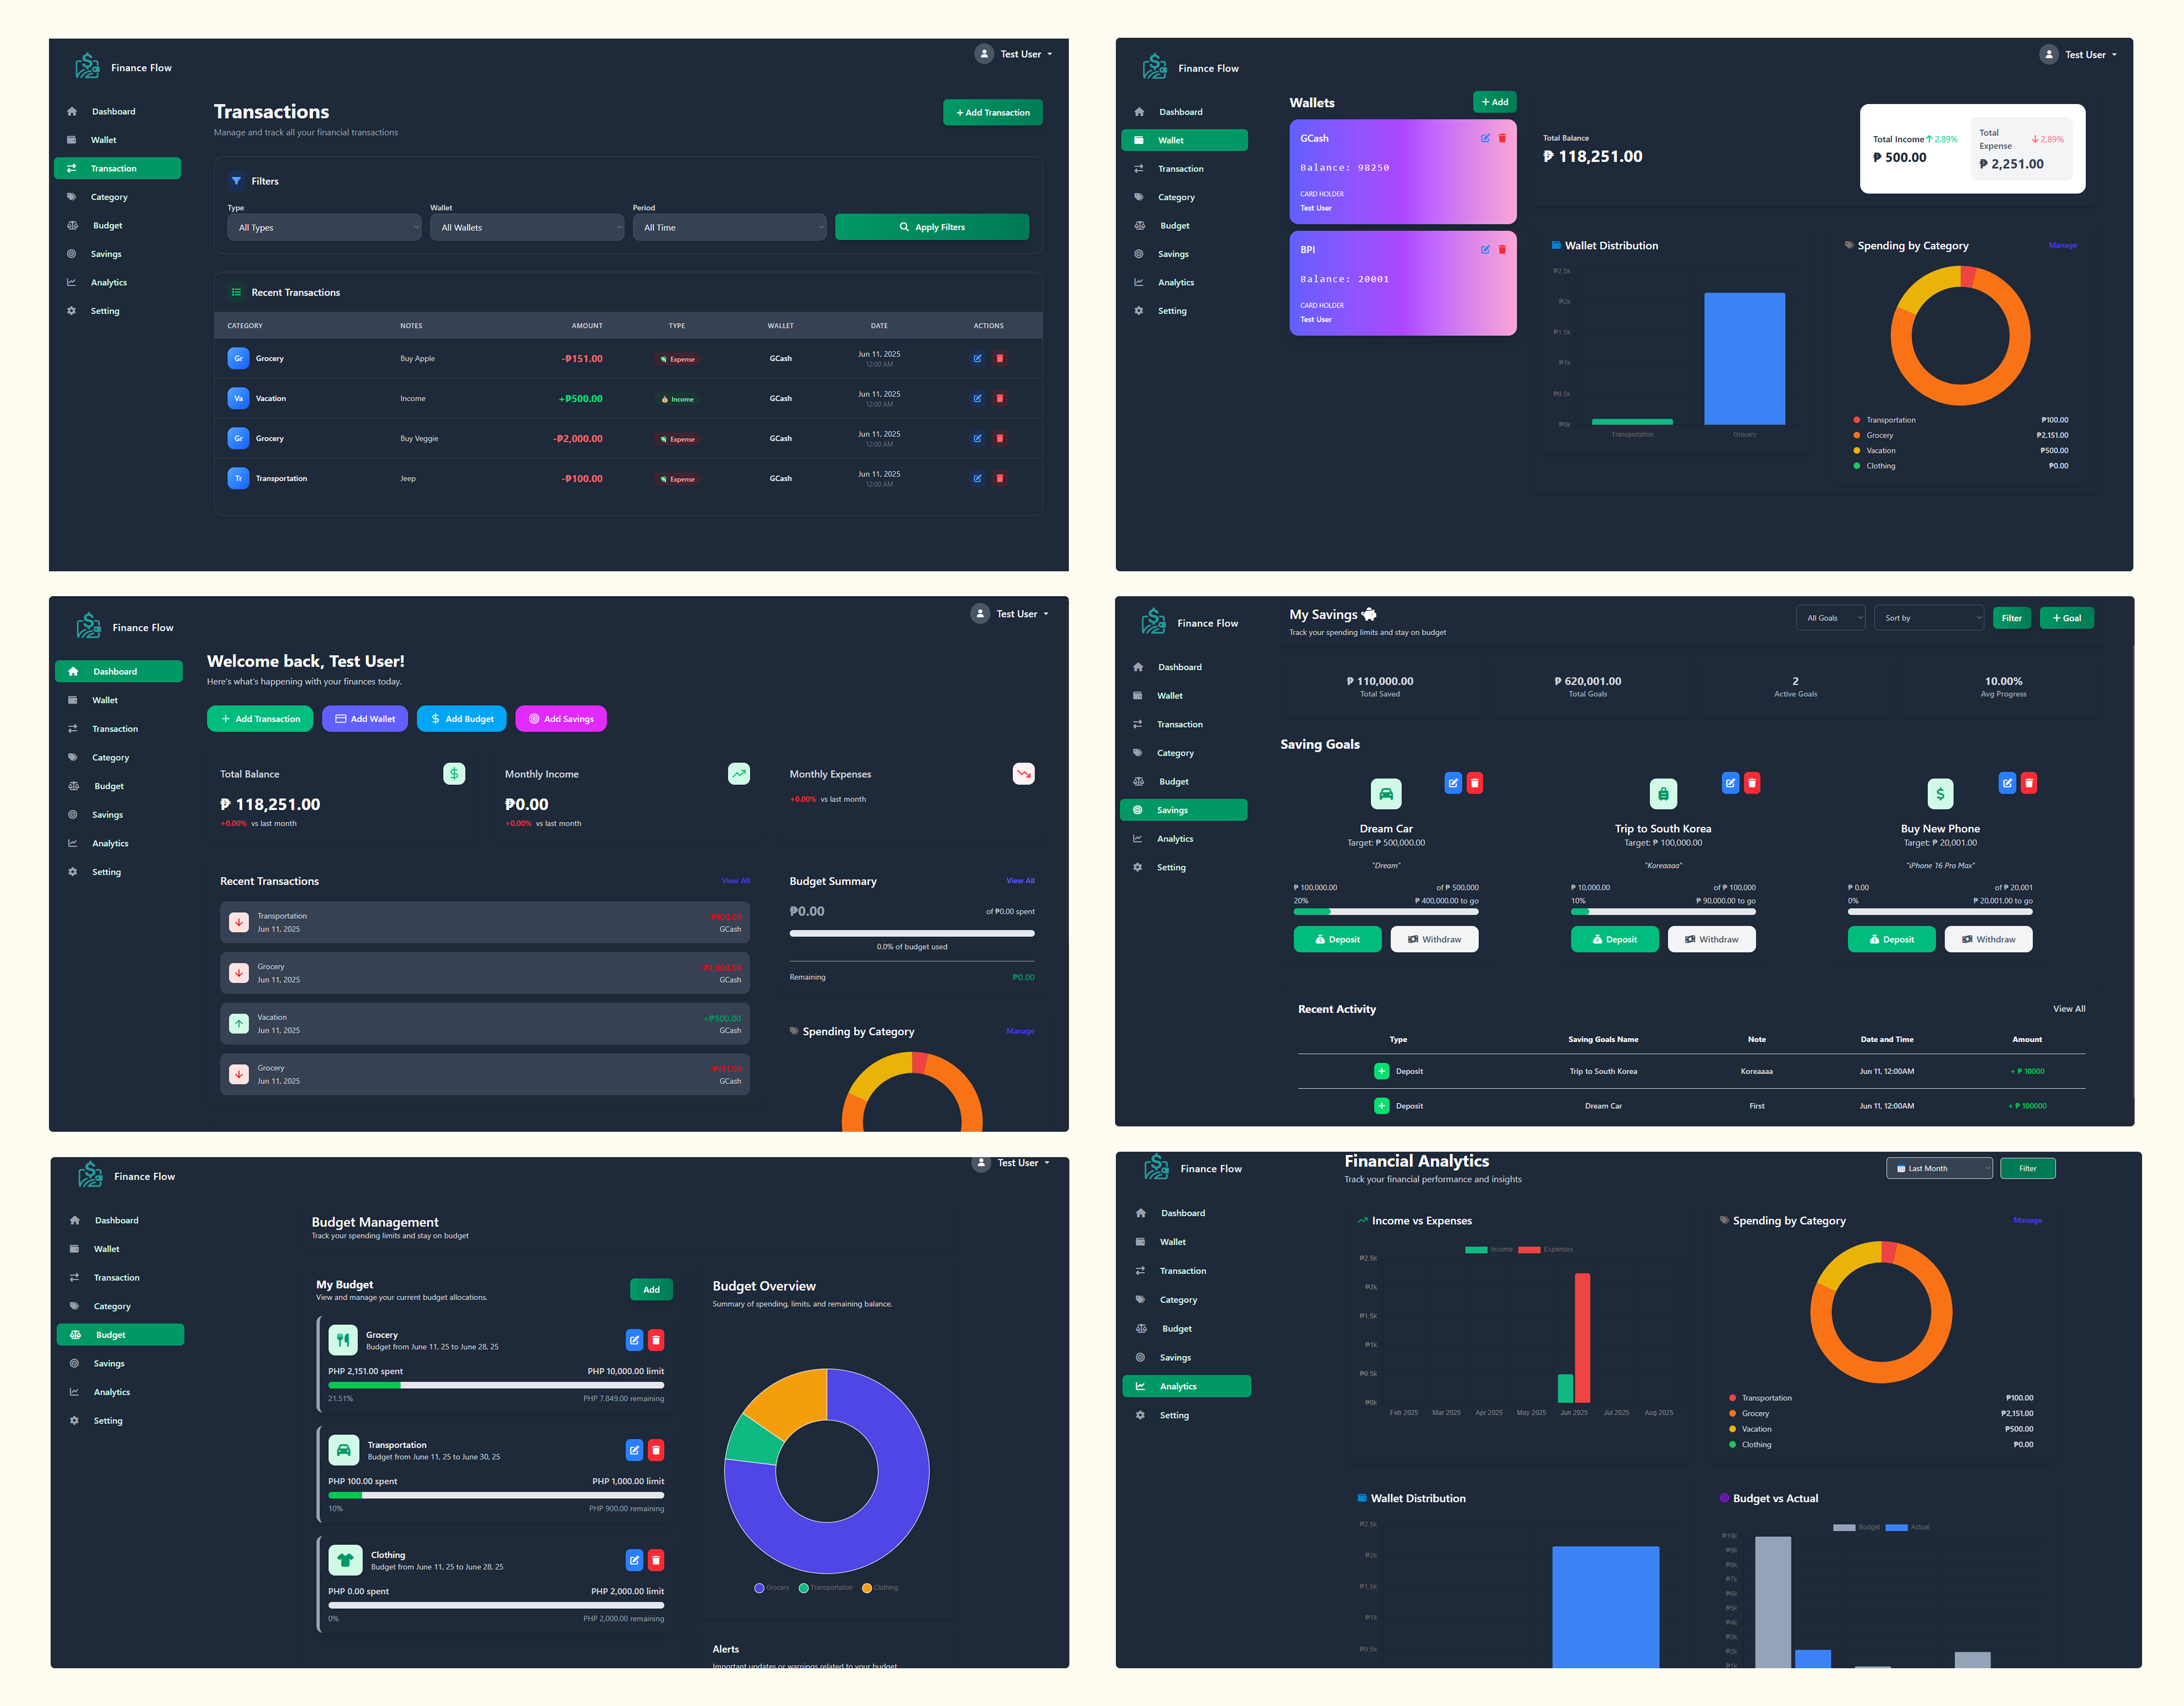 Finance Flow
Test User
Dashboard
Wallet
Transaction
Category
Budget
Savings
Analytics
Setting
Transactions
Manage and track all your financial transactions
+ Add Transaction
Filters
Type
Wallet
Period
All Types
All Wallets
All Time
Apply Filters
Recent Transactions
CATEGORY NOTES AMOUNT TYPE WALLET DATE ACTIONS
Gr Grocery Buy Apple -₱151.00 Expense GCash Jun 11, 2025
12:00 AM
Va Vacation Income +₱500.00 Income GCash Jun 11, 2025
12:00 AM
Gr Grocery Buy Veggie -₱2,000.00 Expense GCash Jun 11, 2025
12:00 AM
Tr Transportation Jeep -₱100.00 Expense GCash Jun 11, 2025
12:00 AM
Finance Flow
Test User
Dashboard
Wallet
Transaction
Category
Budget
Savings
Analytics
Setting
Wallets
+ Add
GCash
Balance: 98250
CARD HOLDER
Test User
BPI
Balance: 20001
CARD HOLDER
Test User
Total Balance
₱ 118,251.00
Total Income 2.89%
₱ 500.00
Total
Expense
2.89%
₱ 2,251.00
Wallet Distribution
₱2.5k
₱2k
₱1.5k
₱1k
₱0.5k
₱0k
Transportation Grocery
Spending by Category
Manage
Transportation ₱100.00
Grocery ₱2,151.00
Vacation ₱500.00
Clothing ₱0.00
Finance Flow
Test User
Dashboard
Wallet
Transaction
Category
Budget
Savings
Analytics
Setting
Welcome back, Test User!
Here's what's happening with your finances today.
+ Add Transaction
Add Wallet
Add Budget
Add Savings
Total Balance
₱ 118,251.00
+0.00% vs last month
Monthly Income
₱0.00
+0.00% vs last month
Monthly Expenses
+0.00% vs last month
Recent Transactions
View All
Transportation -₱100.00
Jun 11, 2025 GCash
Grocery -₱2,000.00
Jun 11, 2025 GCash
Vacation +₱500.00
Jun 11, 2025 GCash
Grocery -₱151.00
Jun 11, 2025 GCash
Budget Summary
View All
₱0.00
of ₱0.00 spent
0.0% of budget used
Remaining ₱0.00
Spending by Category
Manage
Finance Flow
Dashboard
Wallet
Transaction
Category
Budget
Savings
Analytics
Setting
My Savings
Track your spending limits and stay on budget
All Goals
Sort by
Filter
+ Goal
₱ 110,000.00
Total Saved
₱ 620,001.00
Total Goals
2
Active Goals
10.00%
Avg Progress
Saving Goals
Dream Car
Target: ₱ 500,000.00
"Dream"
₱ 100,000.00 of ₱ 500,000
20% ₱ 400,000.00 to go
Deposit
Withdraw
Trip to South Korea
Target: ₱ 100,000.00
"Koreaaaa"
₱ 10,000.00 of ₱ 100,000
10% ₱ 90,000.00 to go
Deposit
Withdraw
Buy New Phone
Target: ₱ 20,001.00
"iPhone 16 Pro Max"
₱ 0.00 of ₱ 20,001
0% ₱ 20,001.00 to go
Deposit
Withdraw
Recent Activity
View All
Type Saving Goals Name Note Date and Time Amount
+ Deposit Trip to South Korea Koreaaaa Jun 11, 12:00AM + ₱ 10000
+ Deposit Dream Car First Jun 11, 12:00AM + ₱ 100000
Finance Flow
Test User
Dashboard
Wallet
Transaction
Category
Budget
Savings
Analytics
Setting
Budget Management
Track your spending limits and stay on budget
My Budget
View and manage your current budget allocations.
Add
Grocery
Budget from June 11, 25 to June 28, 25
PHP 2,151.00 spent PHP 10,000.00 limit
21.51% PHP 7,849.00 remaining
Transportation
Budget from June 11, 25 to June 30, 25
PHP 100.00 spent PHP 1,000.00 limit
10% PHP 900.00 remaining
Clothing
Budget from June 11, 25 to June 28, 25
PHP 0.00 spent PHP 2,000.00 limit
0% PHP 2,000.00 remaining
Budget Overview
Summary of spending, limits, and remaining balance.
Grocery Transportation Clothing
Alerts
Important updates or warnings related to your budget.
Finance Flow
Dashboard
Wallet
Transaction
Category
Budget
Savings
Analytics
Setting
Financial Analytics
Track your financial performance and insights
Last Month
Filter
Income vs Expenses
Income Expenses
₱2.5k
₱2k
₱1.5k
₱1k
₱0.5k
₱0k
Feb 2025 Mar 2025 Apr 2025 May 2025 Jun 2025 Jul 2025 Aug 2025
Spending by Category
Manage
Transportation ₱100.00
Grocery ₱2,151.00
Vacation ₱500.00
Clothing ₱0.00
Wallet Distribution
₱2.5k
₱2k
₱1.5k
₱1k
₱0.5k
Budget vs Actual
Budget Actual
₱10k
₱9k
₱8k
₱7k
₱6k
₱5k
₱4k
₱3k
₱2k
₱1k